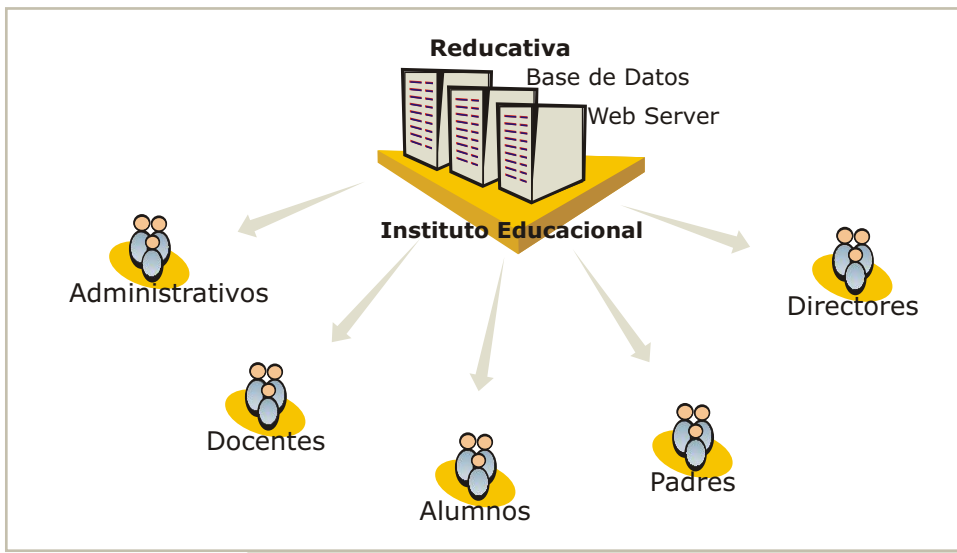 Reducativa
Base de Datos
Web Server
Instituto Educacional
Administrativos
Directores
Docentes
Padres
Alumnos